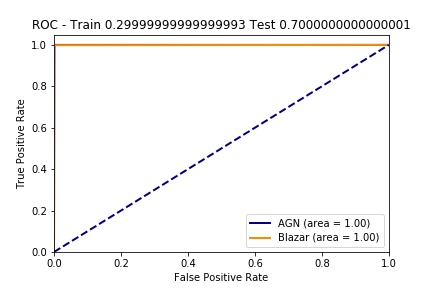 ROC - Train 0.29999999999999993 Test 0.7000000000000001
True Positive Rate
1.0
0.8
0.6
0.4
0.2
0.0
AGN (area = 1.00)
Blazar (area = 1.00)
0.0 0.2 0.4 0.6 0.8 1.0
False Positive Rate